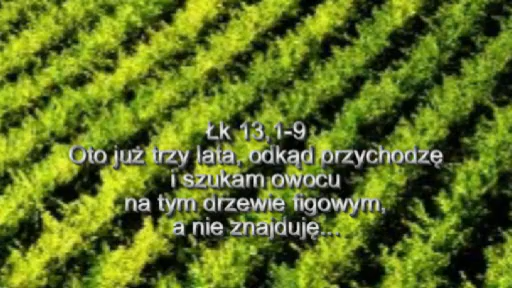 Łk 13,1-9
Oto już trzy lata, odkąd przychodzę
i szukam owocu
na tym drzewie figowym,
a nie znajduję...